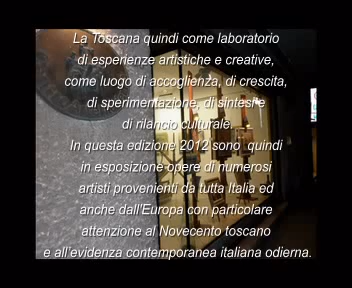 La Toscana quindi come laboratorio
di esperienze artistiche e creative,
come luogo di accoglienza, di crescita,
di sperimentazione, di sintesi e
di rilancio culturale.
In questa edizione 2012 sono quindi
in esposizione opere di numerosi
artisti provenienti da tutta Italia ed
anche dall'Europa con particolare
attenzione al Novecento toscano
e all'evidenza contemporanea italiana odierna.